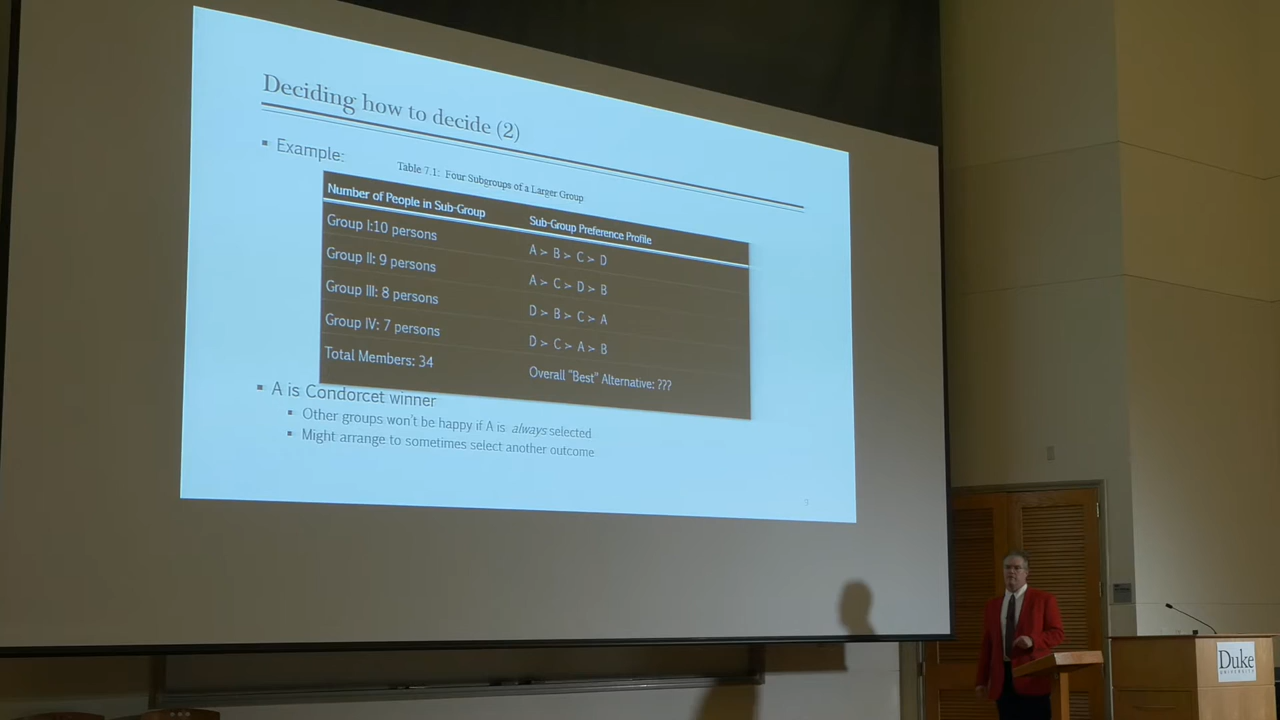 Deciding how to decide (2)
▪ Example:
Table 7.1: Four Subgroups of a Larger Group
Number of People in Sub-Group Sub-Group Preference Profile
Group I:10 persons A > B > C > D
Group II: 9 persons A > C > D > B
Group III: 8 persons D > B > C > A
Group IV: 7 persons D > C > A > B
Total Members: 34 Overall "Best" Alternative: ???
▪ A is Condorcet winner
▪ Other groups won't be happy if A is always selected
▪ Might arrange to sometimes select another outcome
Duke
UNIVERSITY